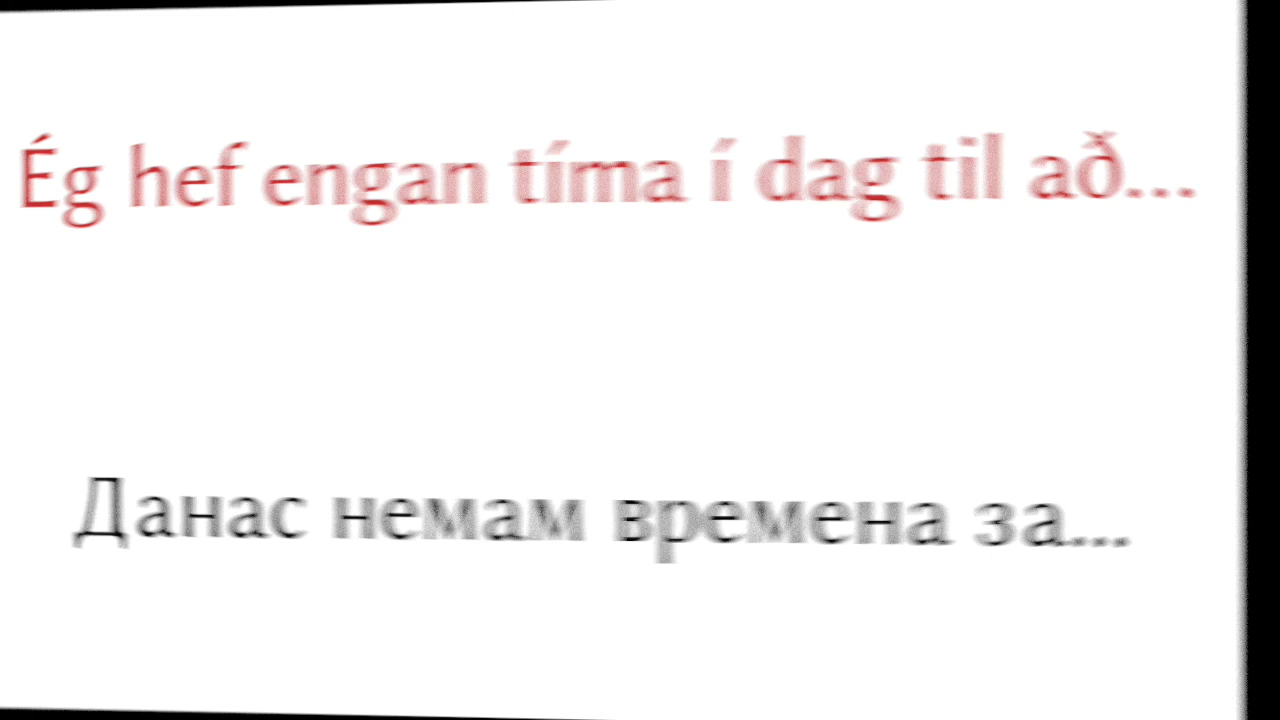 Ég hef engan tíma í dag til að...
Данас немам времена за...